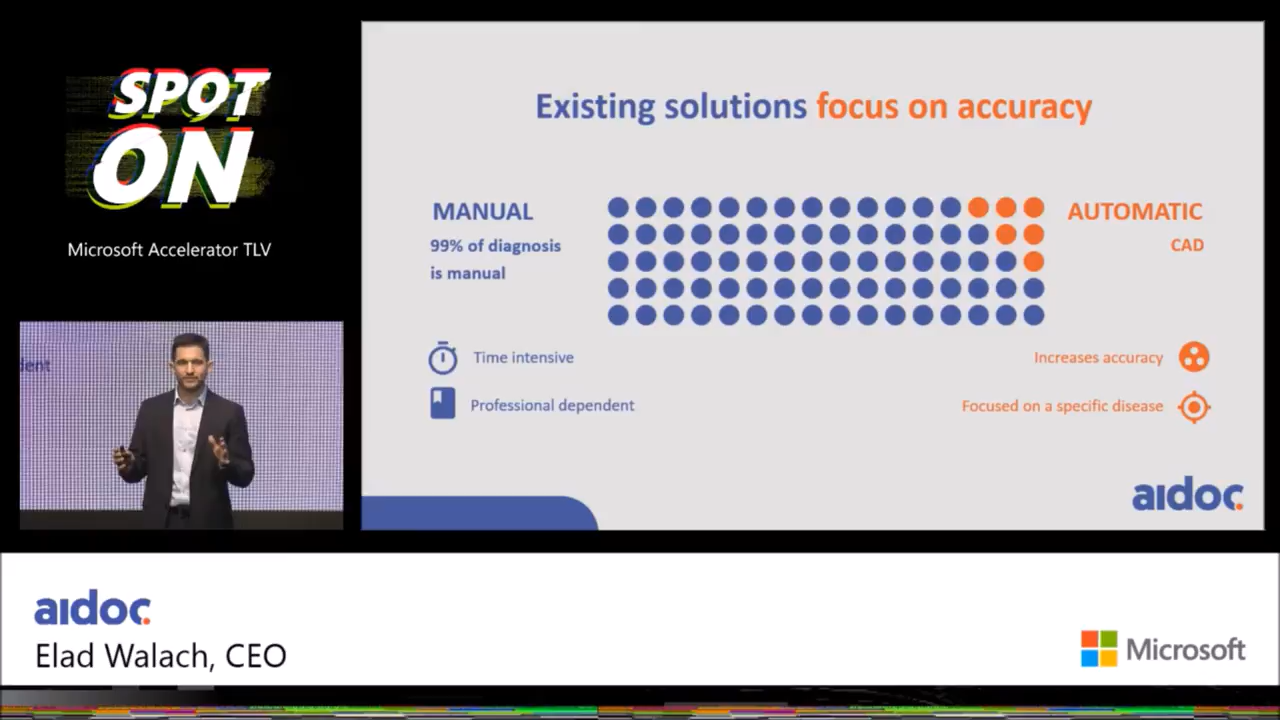 SPOT
ON
Microsoft Accelerator TLV
Existing solutions focus on accuracy
MANUAL
99% of diagnosis
is manual
AUTOMATIC
CAD
Time intensive
Professional dependent
Increases accuracy
Focused on a specific disease
aidoc.
aidoc.
Elad Walach, CEO
Microsoft